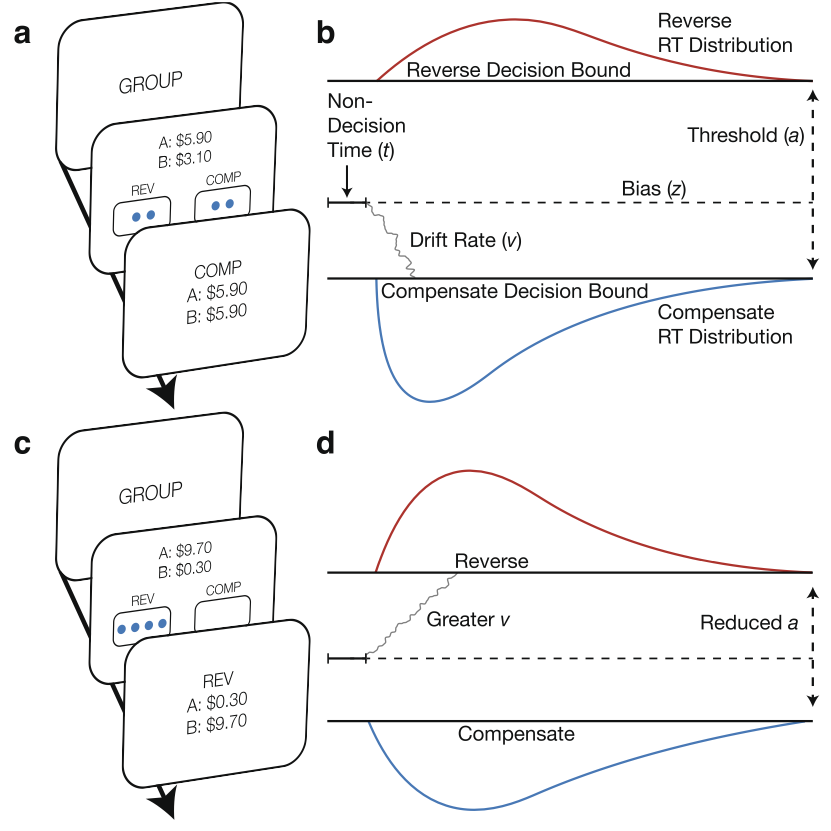 a
GROUP
A: $5.90
B: $3.10
REV
COMP
COMP
A: $5.90
B: $5.90
b
Reverse
RT Distribution
Reverse Decision Bound
Non-
Decision
Time (t)
Threshold (a)
Bias (z)
Drift Rate (v)
Compensate Decision Bound
Compensate
RT Distribution
c
GROUP
A: $9.70
B: $0.30
REV
COMP
REV
A: $0.30
B: $9.70
d
Reverse
Greater v
Reduced a
Compensate